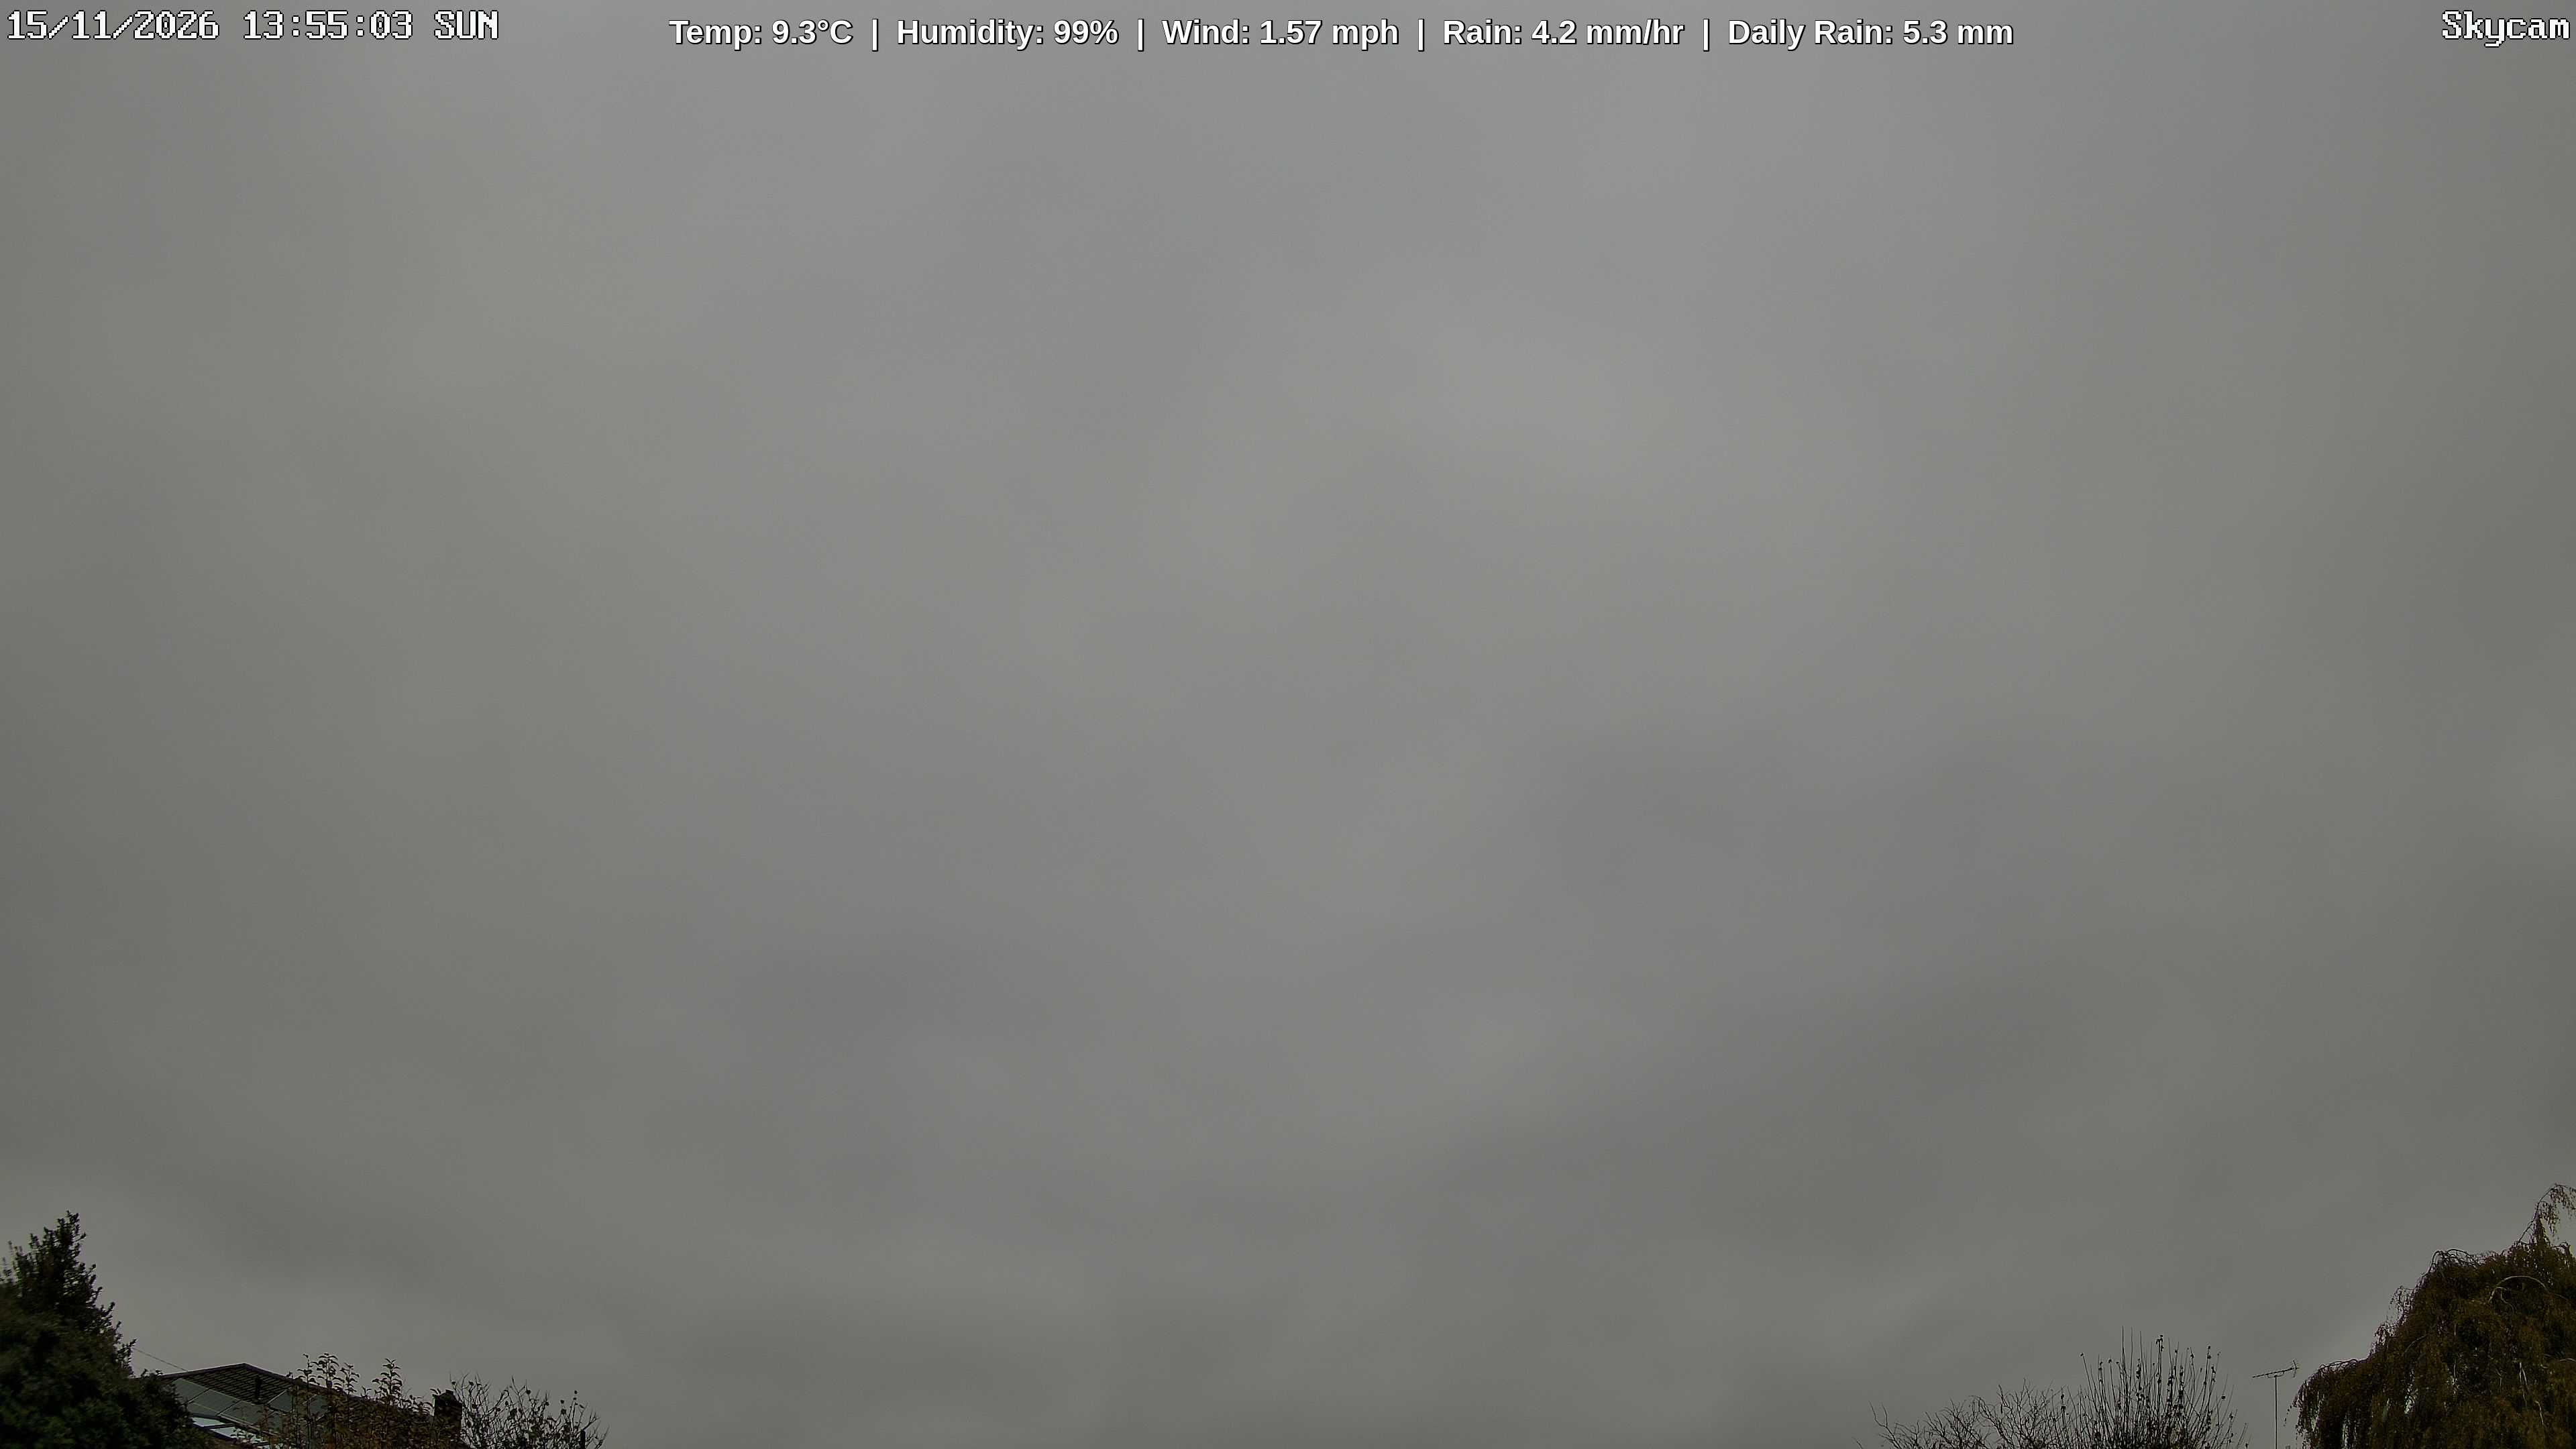 15/11/2026 13:55:03 SUN
Temp: 9.3°C | Humidity: 99% | Wind: 1.57 mph | Rain: 4.2 mm/hr | Daily Rain: 5.3 mm
Skycam